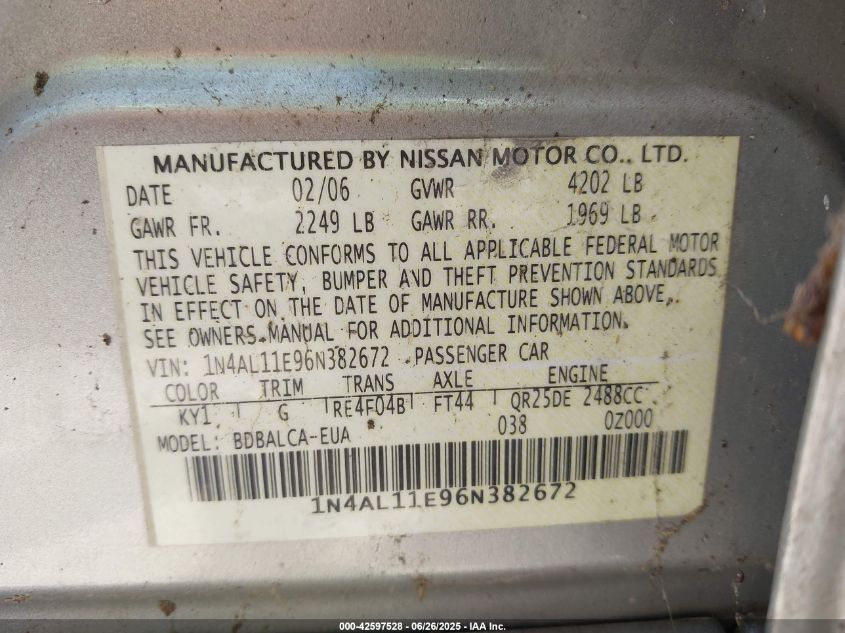 MANUFACTURED BY NISSAN MOTOR CO., LTD.
DATE 02/06 GVWR 4202 LB
GAWR FR. 2249 LB GAWR RR. 1969 LB
THIS VEHICLE CONFORMS TO ALL APPLICABLE FEDERAL MOTOR
VEHICLE SAFETY, BUMPER AND THEFT PREVENTION STANDARDS
IN EFFECT ON THE DATE OF MANUFACTURE SHOWN ABOVE.
SEE OWNERS MANUAL FOR ADDITIONAL INFORMATION.
VIN: 1N4AL11E96N382672 PASSENGER CAR
COLOR TRIM TRANS AXLE ENGINE
KY1 G RE4F04B FT44 QR25DE 2488CC
038 0Z000
MODEL: BDBALCA-EUA
1N4AL11E96N382672
000-42597528 - 06/26/2025 - IAA Inc.